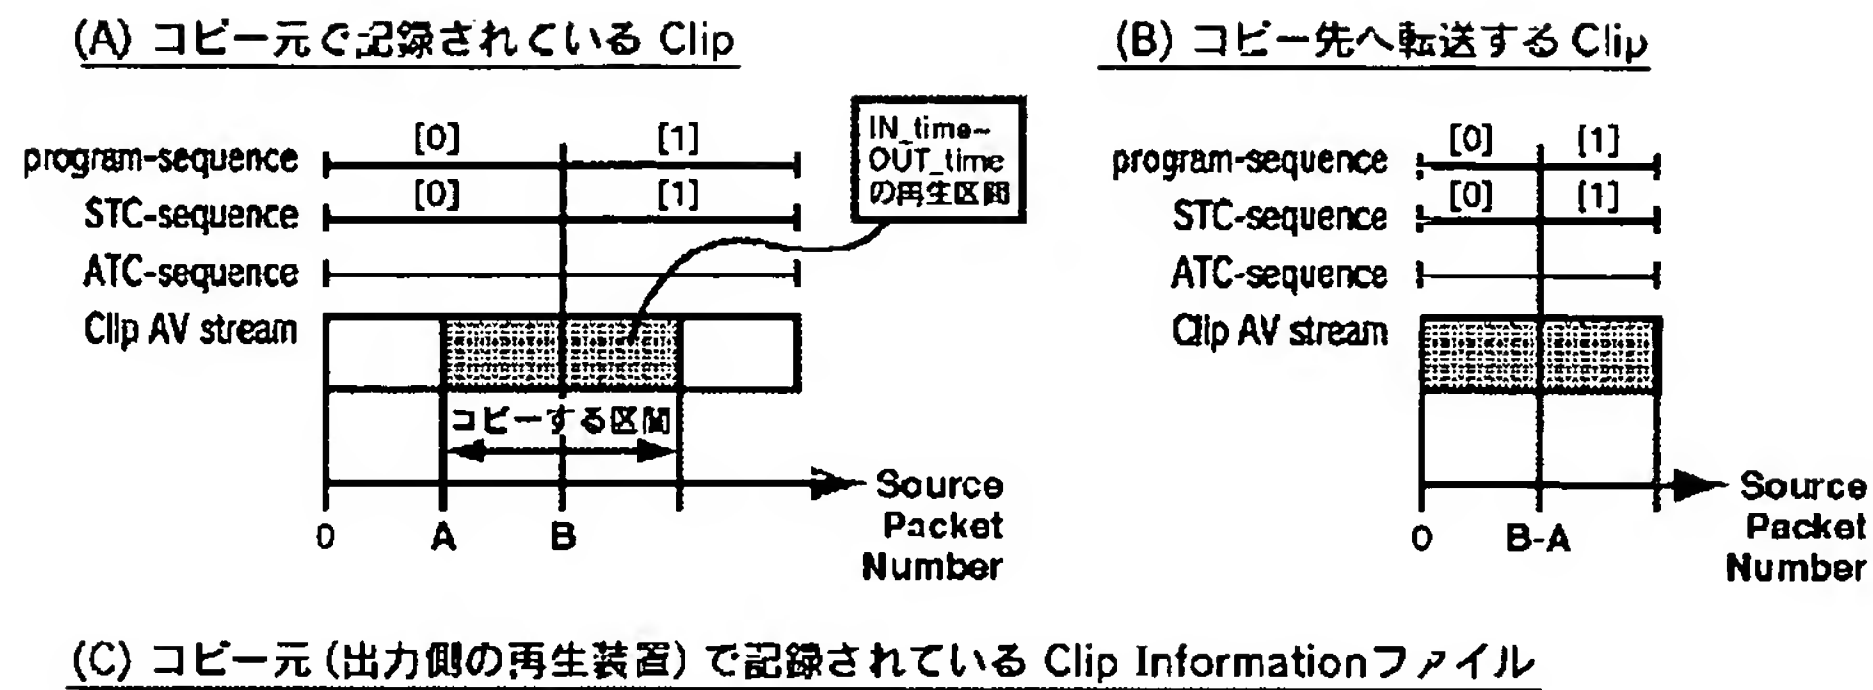 (A) コピー元で記録されている Clip
program-sequence [0] [1]
STC-sequence [0] [1]
ATC-sequence
Clip AV stream
IN_time~
OUT_time
の再生区間
コピーする区間
0 A B
Source
Packet
Number
(B) コピー先へ転送する Clip
program-sequence [0] [1]
STC-sequence [0] [1]
ATC-sequence
Clip AV stream
0 B-A
Source
Packet
Number
(C) コピー元 (出力側の再生装置) で記録されている Clip Informationファイル